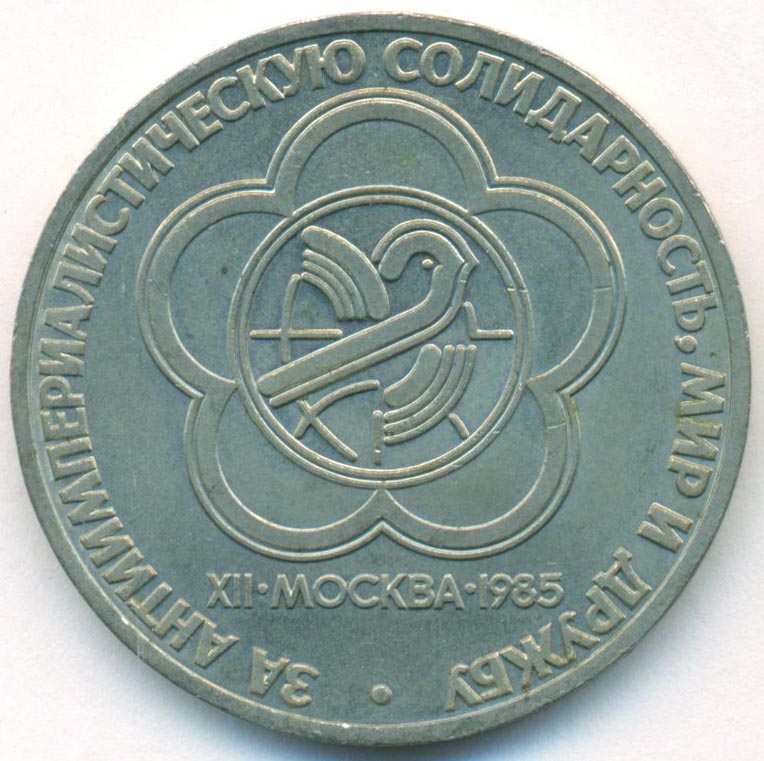 ЗА АНТИИМПЕРИАЛИСТИЧЕСКУЮ СОЛИДАРНОСТЬ, МИР И ДРУЖБУ •
XII • МОСКВА • 1985